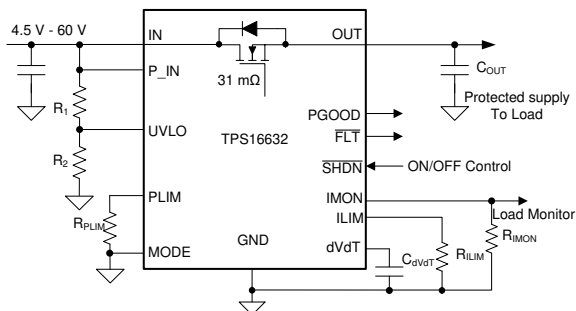 4.5 V - 60 V
IN
OUT
P_IN
31 mΩ
COUT
R1
PGOOD
Protected supply
To Load
FLT
UVLO
TPS16632
R2
SHDN
ON/OFF Control
PLIM
IMON
Load Monitor
ILIM
RPLIM
RIMON
MODE
GND
dVdT
CdVdT
RILIM